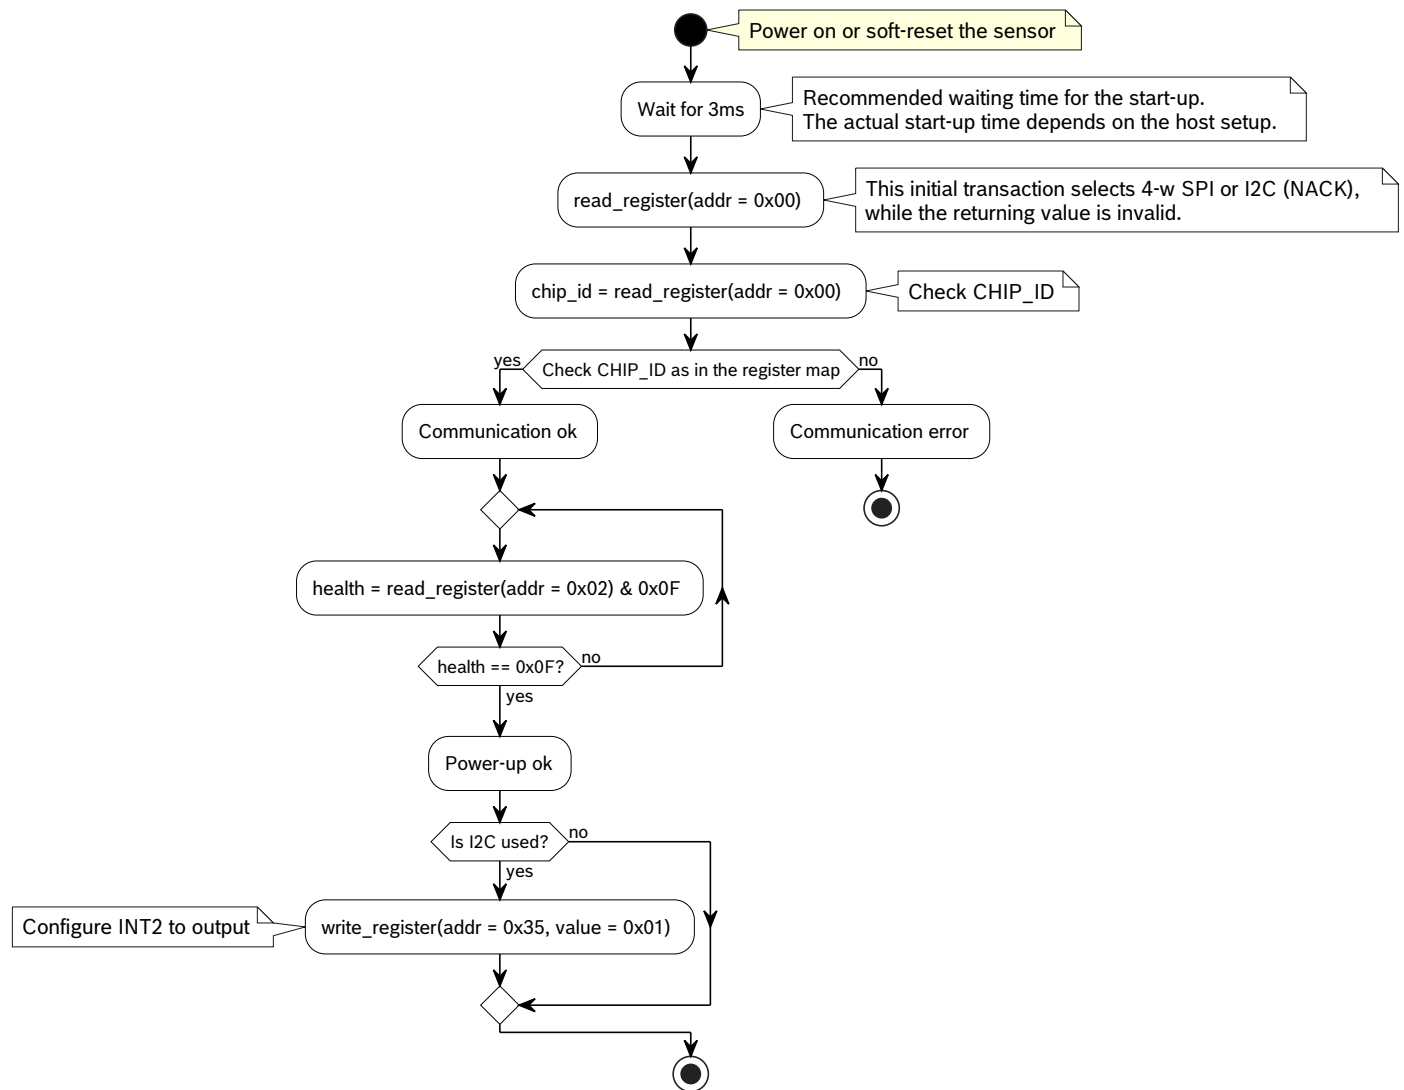 Power on or soft-reset the sensor
Wait for 3ms
Recommended waiting time for the start-up.
The actual start-up time depends on the host setup.
read_register(addr = 0x00)
This initial transaction selects 4-w SPI or I2C (NACK),
while the returning value is invalid.
chip_id = read_register(addr = 0x00)
Check CHIP_ID
yes
Check CHIP_ID as in the register map
no
Communication ok
Communication error
health = read_register(addr = 0x02) & 0x0F
health == 0x0F?
no
yes
Power-up ok
Is I2C used?
no
yes
Configure INT2 to output
write_register(addr = 0x35, value = 0x01)